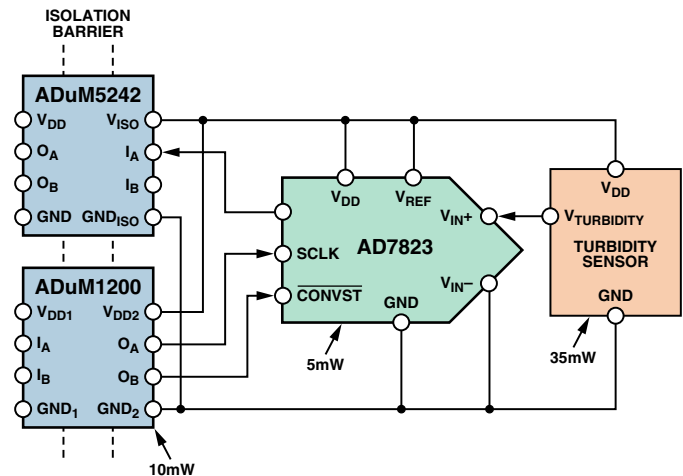 ISOLATION
BARRIER
ADuM5242
VDD
VISO
OA
IA
OB
IB
GND
GNDISO
ADuM1200
VDD1
VDD2
IA
OA
IB
OB
GND1
GND2
10mW
VDD
VREF
AD7823
SCLK
CONVST
GND
VIN+
VIN–
5mW
VDD
VTURBIDITY
TURBIDITY
SENSOR
GND
35mW